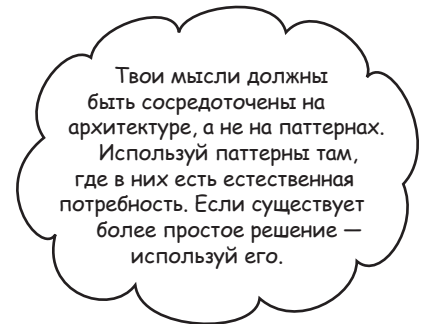 Твои мысли должны
быть сосредоточены на
архитектуре, а не на паттернах.
Используй паттерны там,
где в них есть естественная
потребность. Если существует
более простое решение —
используй его.